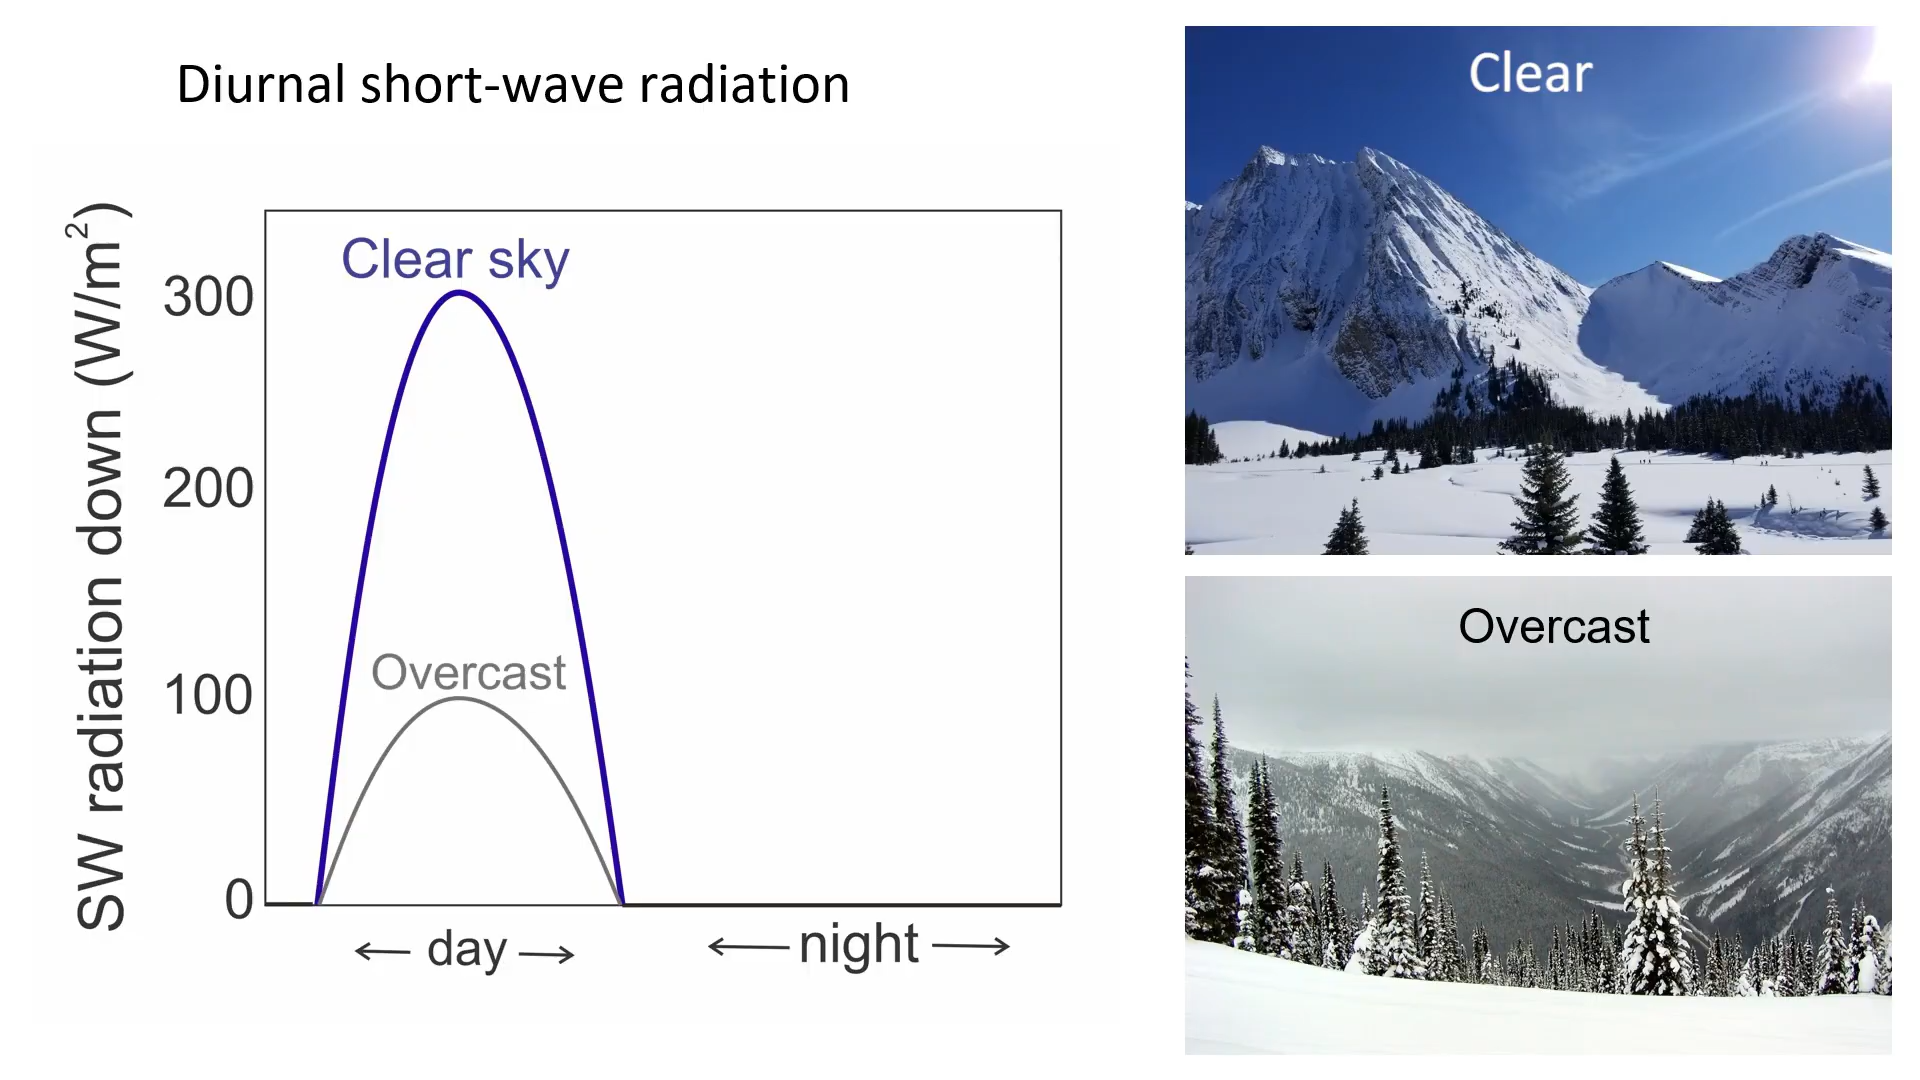 Diurnal short-wave radiation
SW radiation down (W/m²)
300
200
100
0
Clear sky
Overcast
← day →
← night →
Clear
Overcast